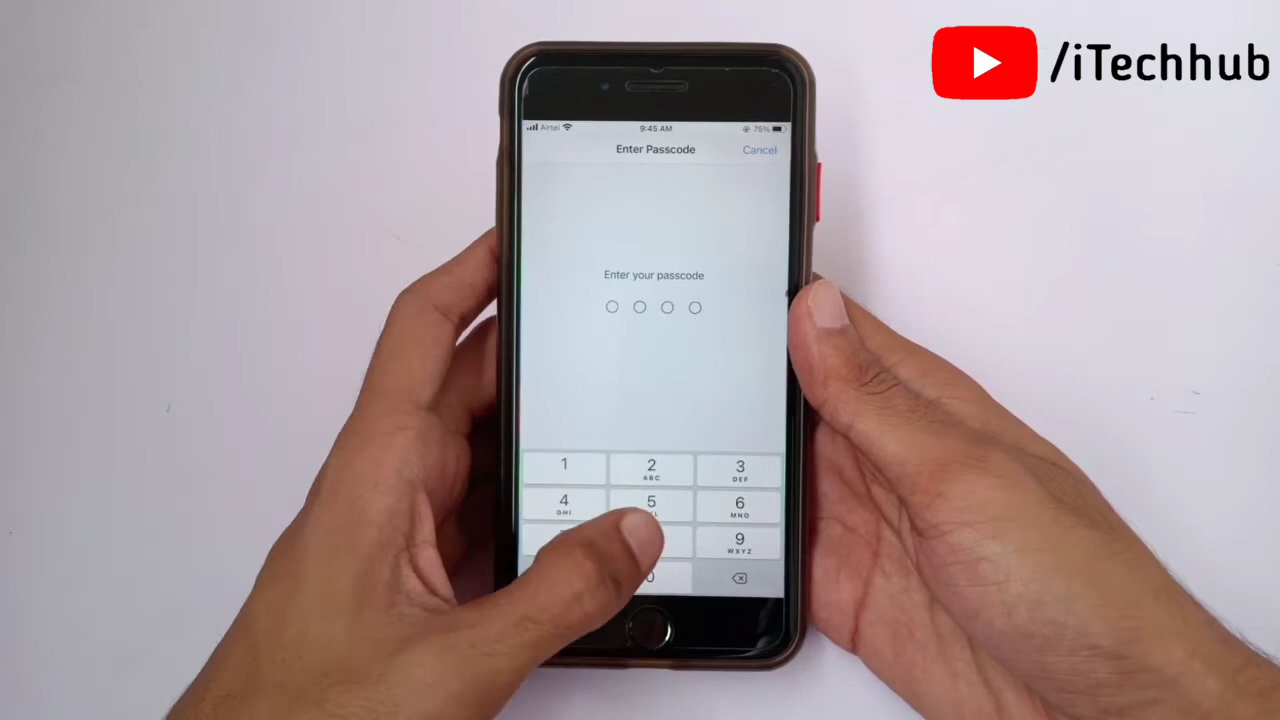 /iTechhub
Airtel 9:45 AM 75%
Enter Passcode Cancel
Enter your passcode
1 2 3
ABC DEF
4 5 6
GHI MNO
9
WXYZ
0